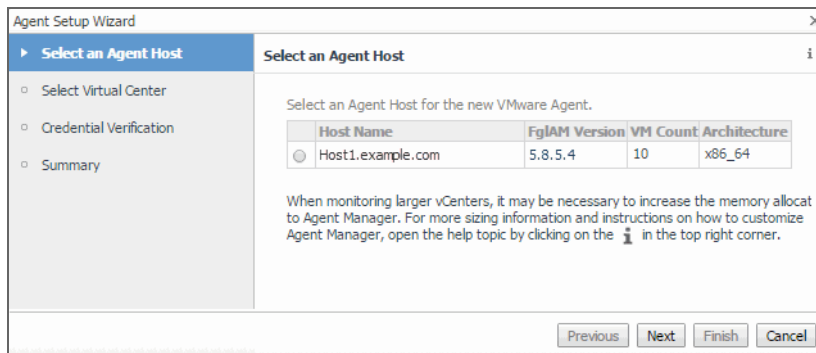 Agent Setup Wizard
Select an Agent Host
Select Virtual Center
Credential Verification
Summary
Select an Agent Host
Select an Agent Host for the new VMware Agent.
Host Name FglAM Version VM Count Architecture
Host1.example.com 5.8.5.4 10 x86_64
When monitoring larger vCenters, it may be necessary to increase the memory allocat
to Agent Manager. For more sizing information and instructions on how to customize
Agent Manager, open the help topic by clicking on the i in the top right corner.
Previous Next Finish Cancel